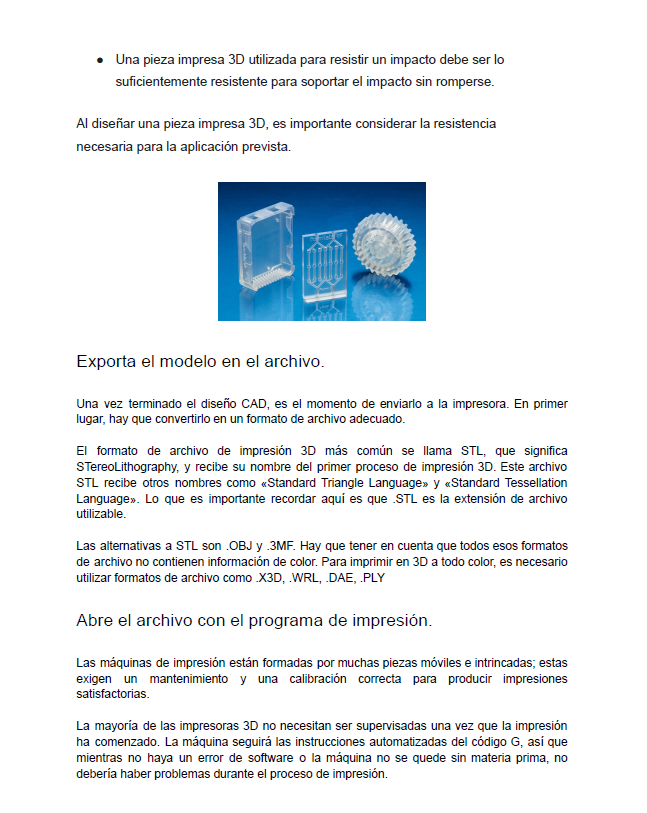 ● Una pieza impresa 3D utilizada para resistir un impacto debe ser lo
suficientemente resistente para soportar el impacto sin romperse.
Al diseñar una pieza impresa 3D, es importante considerar la resistencia
necesaria para la aplicación prevista.
Exporta el modelo en el archivo.
Una vez terminado el diseño CAD, es el momento de enviarlo a la impresora. En primer
lugar, hay que convertirlo en un formato de archivo adecuado.
El formato de archivo de impresión 3D más común se llama STL, que significa
STereoLithography, y recibe su nombre del primer proceso de impresión 3D. Este archivo
STL recibe otros nombres como «Standard Triangle Language» y «Standard Tessellation
Language». Lo que es importante recordar aquí es que .STL es la extensión de archivo
utilizable.
Las alternativas a STL son .OBJ y .3MF. Hay que tener en cuenta que todos esos formatos
de archivo no contienen información de color. Para imprimir en 3D a todo color, es necesario
utilizar formatos de archivo como .X3D, .WRL, .DAE, .PLY
Abre el archivo con el programa de impresión.
Las máquinas de impresión están formadas por muchas piezas móviles e intrincadas; estas
exigen un mantenimiento y una calibración correcta para producir impresiones
satisfactorias.
La mayoría de las impresoras 3D no necesitan ser supervisadas una vez que la impresión
ha comenzado. La máquina seguirá las instrucciones automatizadas del código G, así que
mientras no haya un error de software o la máquina no se quede sin materia prima, no
debería haber problemas durante el proceso de impresión.